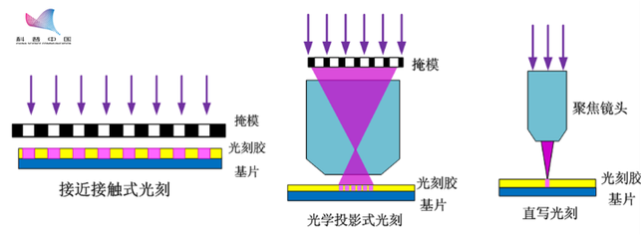 科普中国
掩模
光刻胶
基片
接近接触式光刻
掩模
光刻胶
基片
光学投影式光刻
聚焦镜头
光刻胶
基片
直写光刻